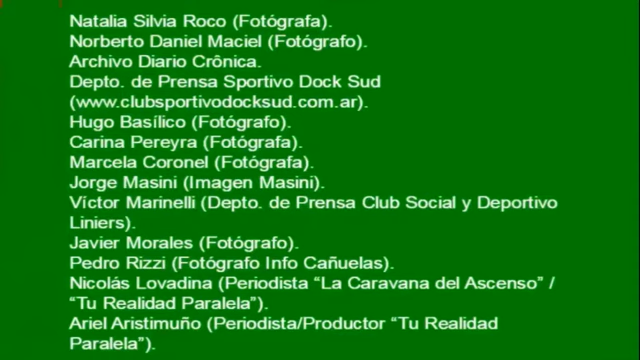 Natalia Silvia Roco (Fotógrafa).
Norberto Daniel Maciel (Fotógrafo).
Archivo Diario Crônica.
Depto. de Prensa Sportivo Dock Sud
(www.clubsportivodocksud.com.ar).
Hugo Basílico (Fotógrafo).
Carina Pereyra (Fotógrafa).
Marcela Coronel (Fotógrafa).
Jorge Masini (Imagen Masini).
Víctor Marinelli (Depto. de Prensa Club Social y Deportivo
Liniers).
Javier Morales (Fotógrafo).
Pedro Rizzi (Fotógrafo Info Cañuelas).
Nicolás Lovadina (Periodista “La Caravana del Ascenso” /
“Tu Realidad Paralela”).
Ariel Aristimuño (Periodista/Productor “Tu Realidad
Paralela”).